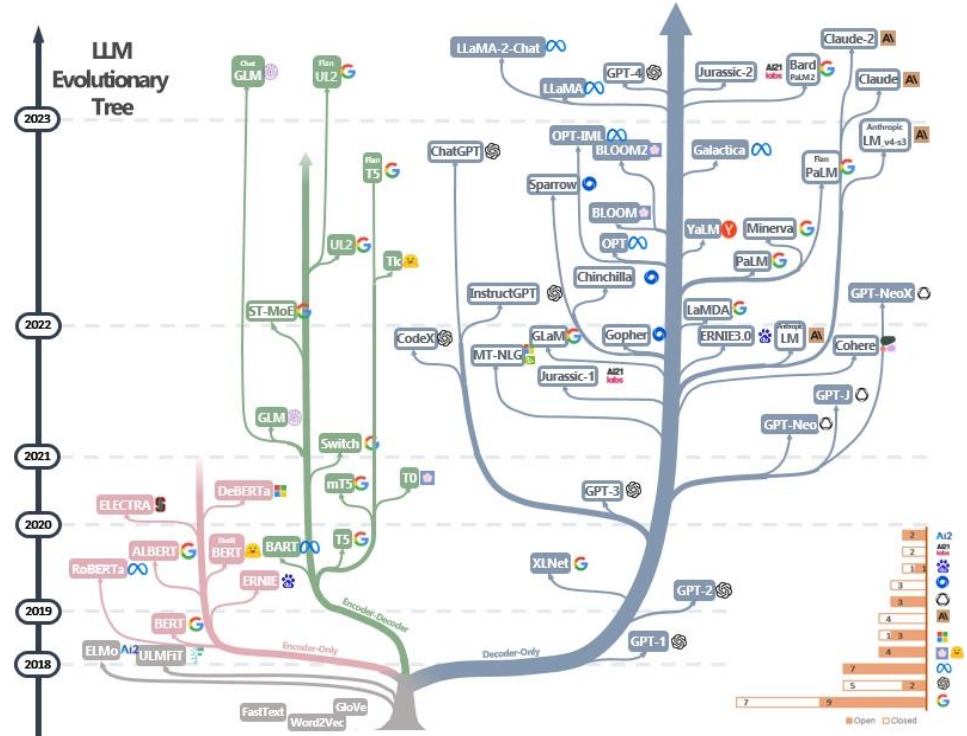 LLM
Evolutionary
Tree
2023
2022
2021
2020
2019
2018
Chat
GLM
Flan
UL2
Flan
T5
UL2
Tk
ST-MoE
GLM
Switch
mT5
T0
BART
T5
Encoder-Decoder
DeBERTa
ELECTRA
ALBERT
Distil
BERT
RoBERTa
ERNIE
BERT
Encoder-Only
ELMo
Ai2
ULMFiT
FastText
Word2Vec
GloVe
Decoder-Only
LLaMA-2-Chat
GPT-4
LLaMA
Jurassic-2
AI21
labs
Bard
PaLM 2
Claude-2
A\
Claude
A\
OPT-IML
BLOOM2
Galactica
ChatGPT
Anthropic
LM_v4-s3
A\
Flan
PaLM
Sparrow
BLOOM
YaLM
Y
Minerva
OPT
PaLM
Chinchilla
InstructGPT
GPT-NeoX
LaMDA
CodeX
GLaM
Gopher
ERNIE3.0
Anthropic
LM
A\
Cohere
MT-NLG
Jurassic-1
AI21
labs
GPT-J
GPT-Neo
GPT-3
XLNet
GPT-2
GPT-1
2
Ai2
2
AI21
labs
1 1
3
3
4
A\
1 3
4
7
5 2
7 9
Open Closed